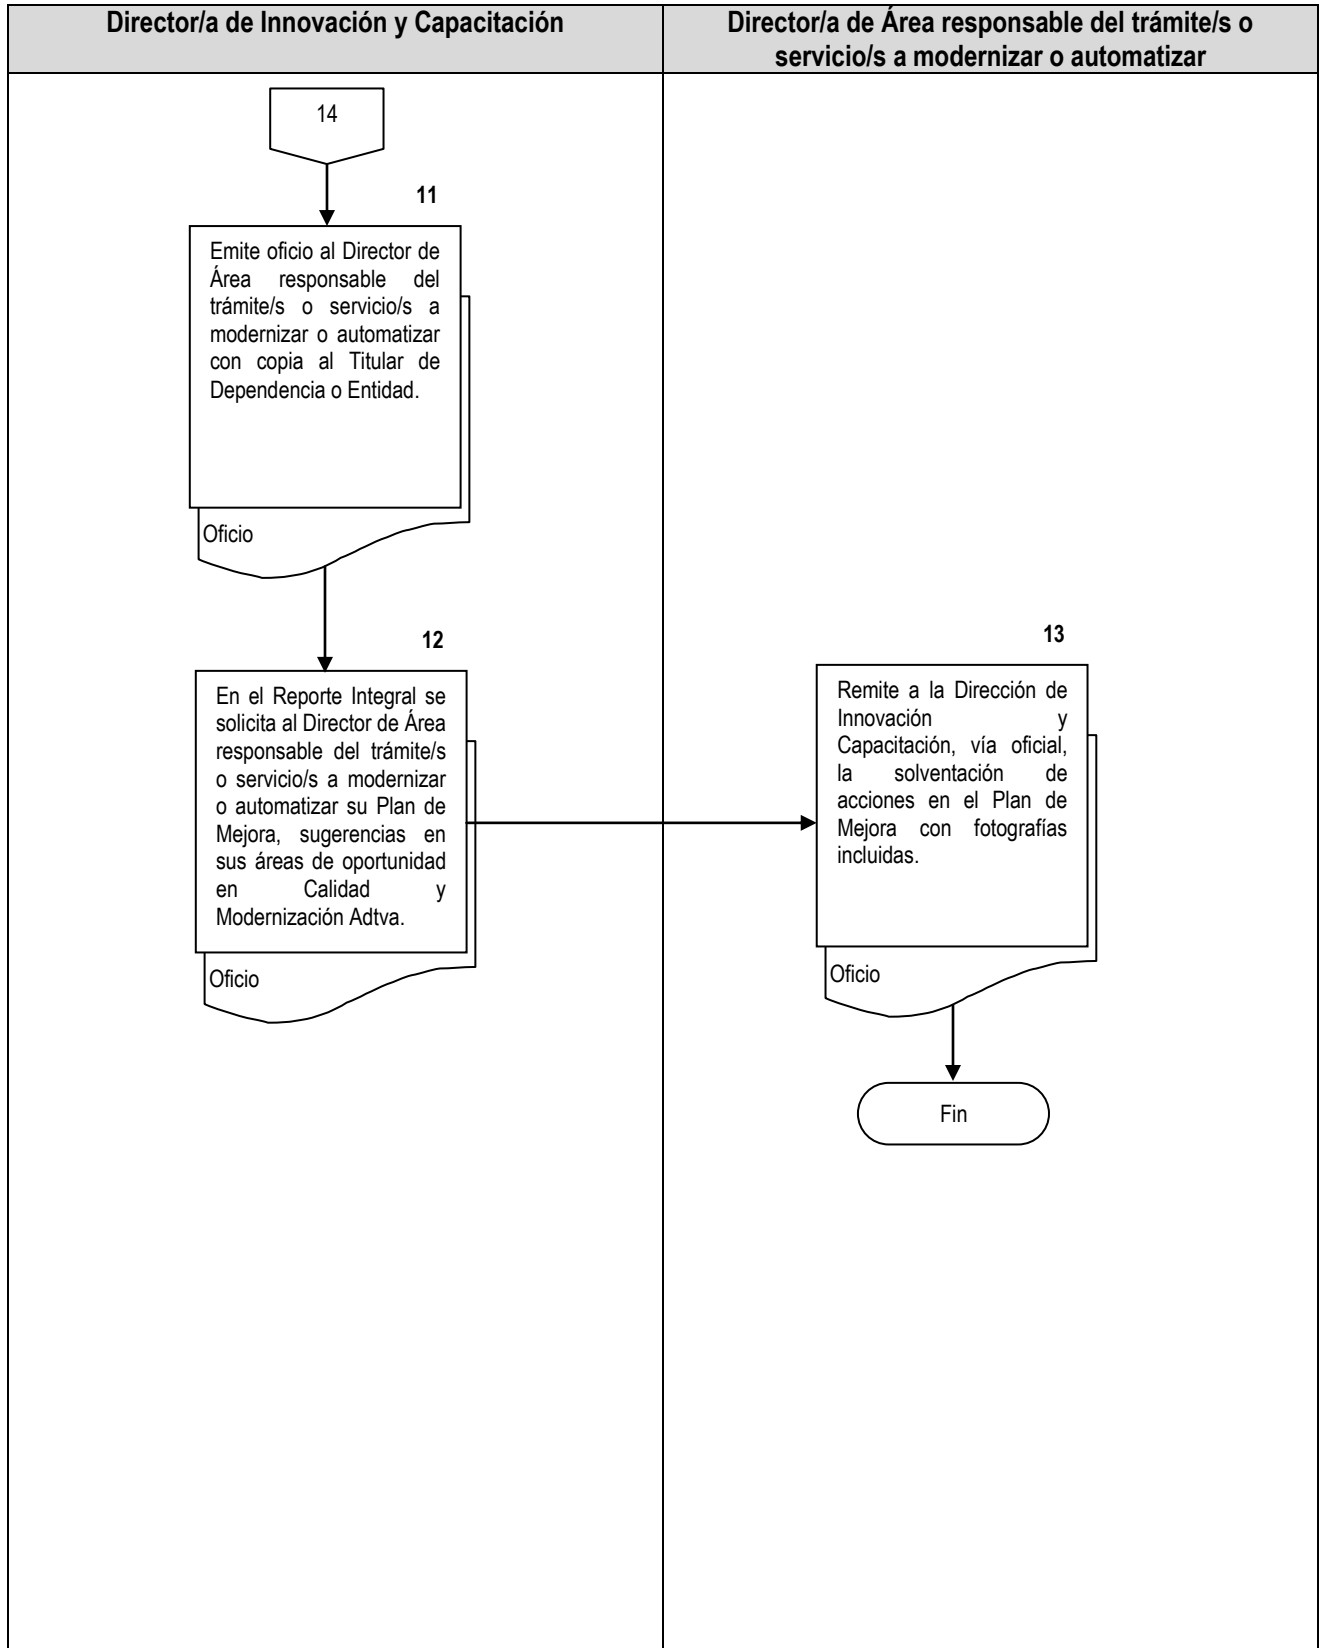 Director/a de Innovación y Capacitación
Director/a de Área responsable del trámite/s o
servicio/s a modernizar o automatizar
14
11
Emite oficio al Director de
Área responsable del
trámite/s o servicio/s a
modernizar o automatizar
con copia al Titular de
Dependencia o Entidad.
Oficio
12
En el Reporte Integral se
solicita al Director de Área
responsable del trámite/s
o servicio/s a modernizar
o automatizar su Plan de
Mejora, sugerencias en
sus áreas de oportunidad
en Calidad y
Modernización Adtva.
Oficio
13
Remite a la Dirección de
Innovación y
Capacitación, vía oficial,
la solventación de
acciones en el Plan de
Mejora con fotografías
incluidas.
Oficio
Fin